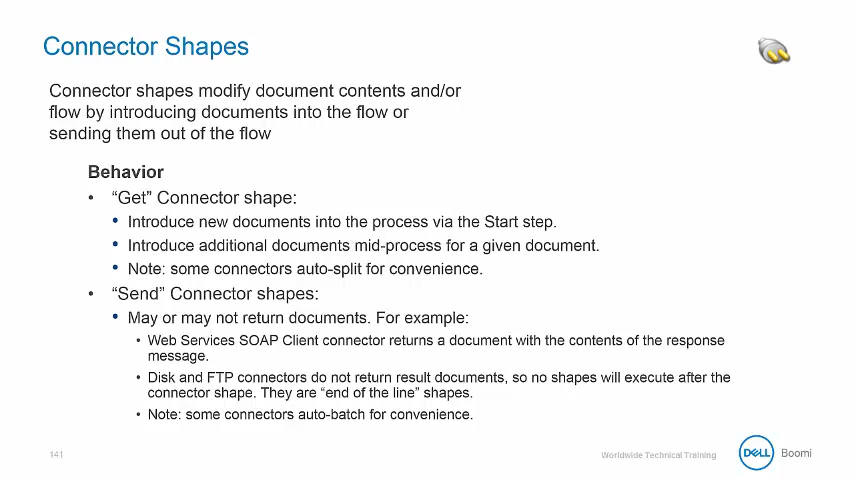 Connector Shapes
Connector shapes modify document contents and/or
flow by introducing documents into the flow or
sending them out of the flow
Behavior
• “Get” Connector shape:
• Introduce new documents into the process via the Start step.
• Introduce additional documents mid-process for a given document.
• Note: some connectors auto-split for convenience.
• “Send” Connector shapes:
• May or may not return documents. For example:
• Web Services SOAP Client connector returns a document with the contents of the response
message.
• Disk and FTP connectors do not return result documents, so no shapes will execute after the
connector shape. They are “end of the line” shapes.
• Note: some connectors auto-batch for convenience.
141
Worldwide Technical Training
DELL
Boomi